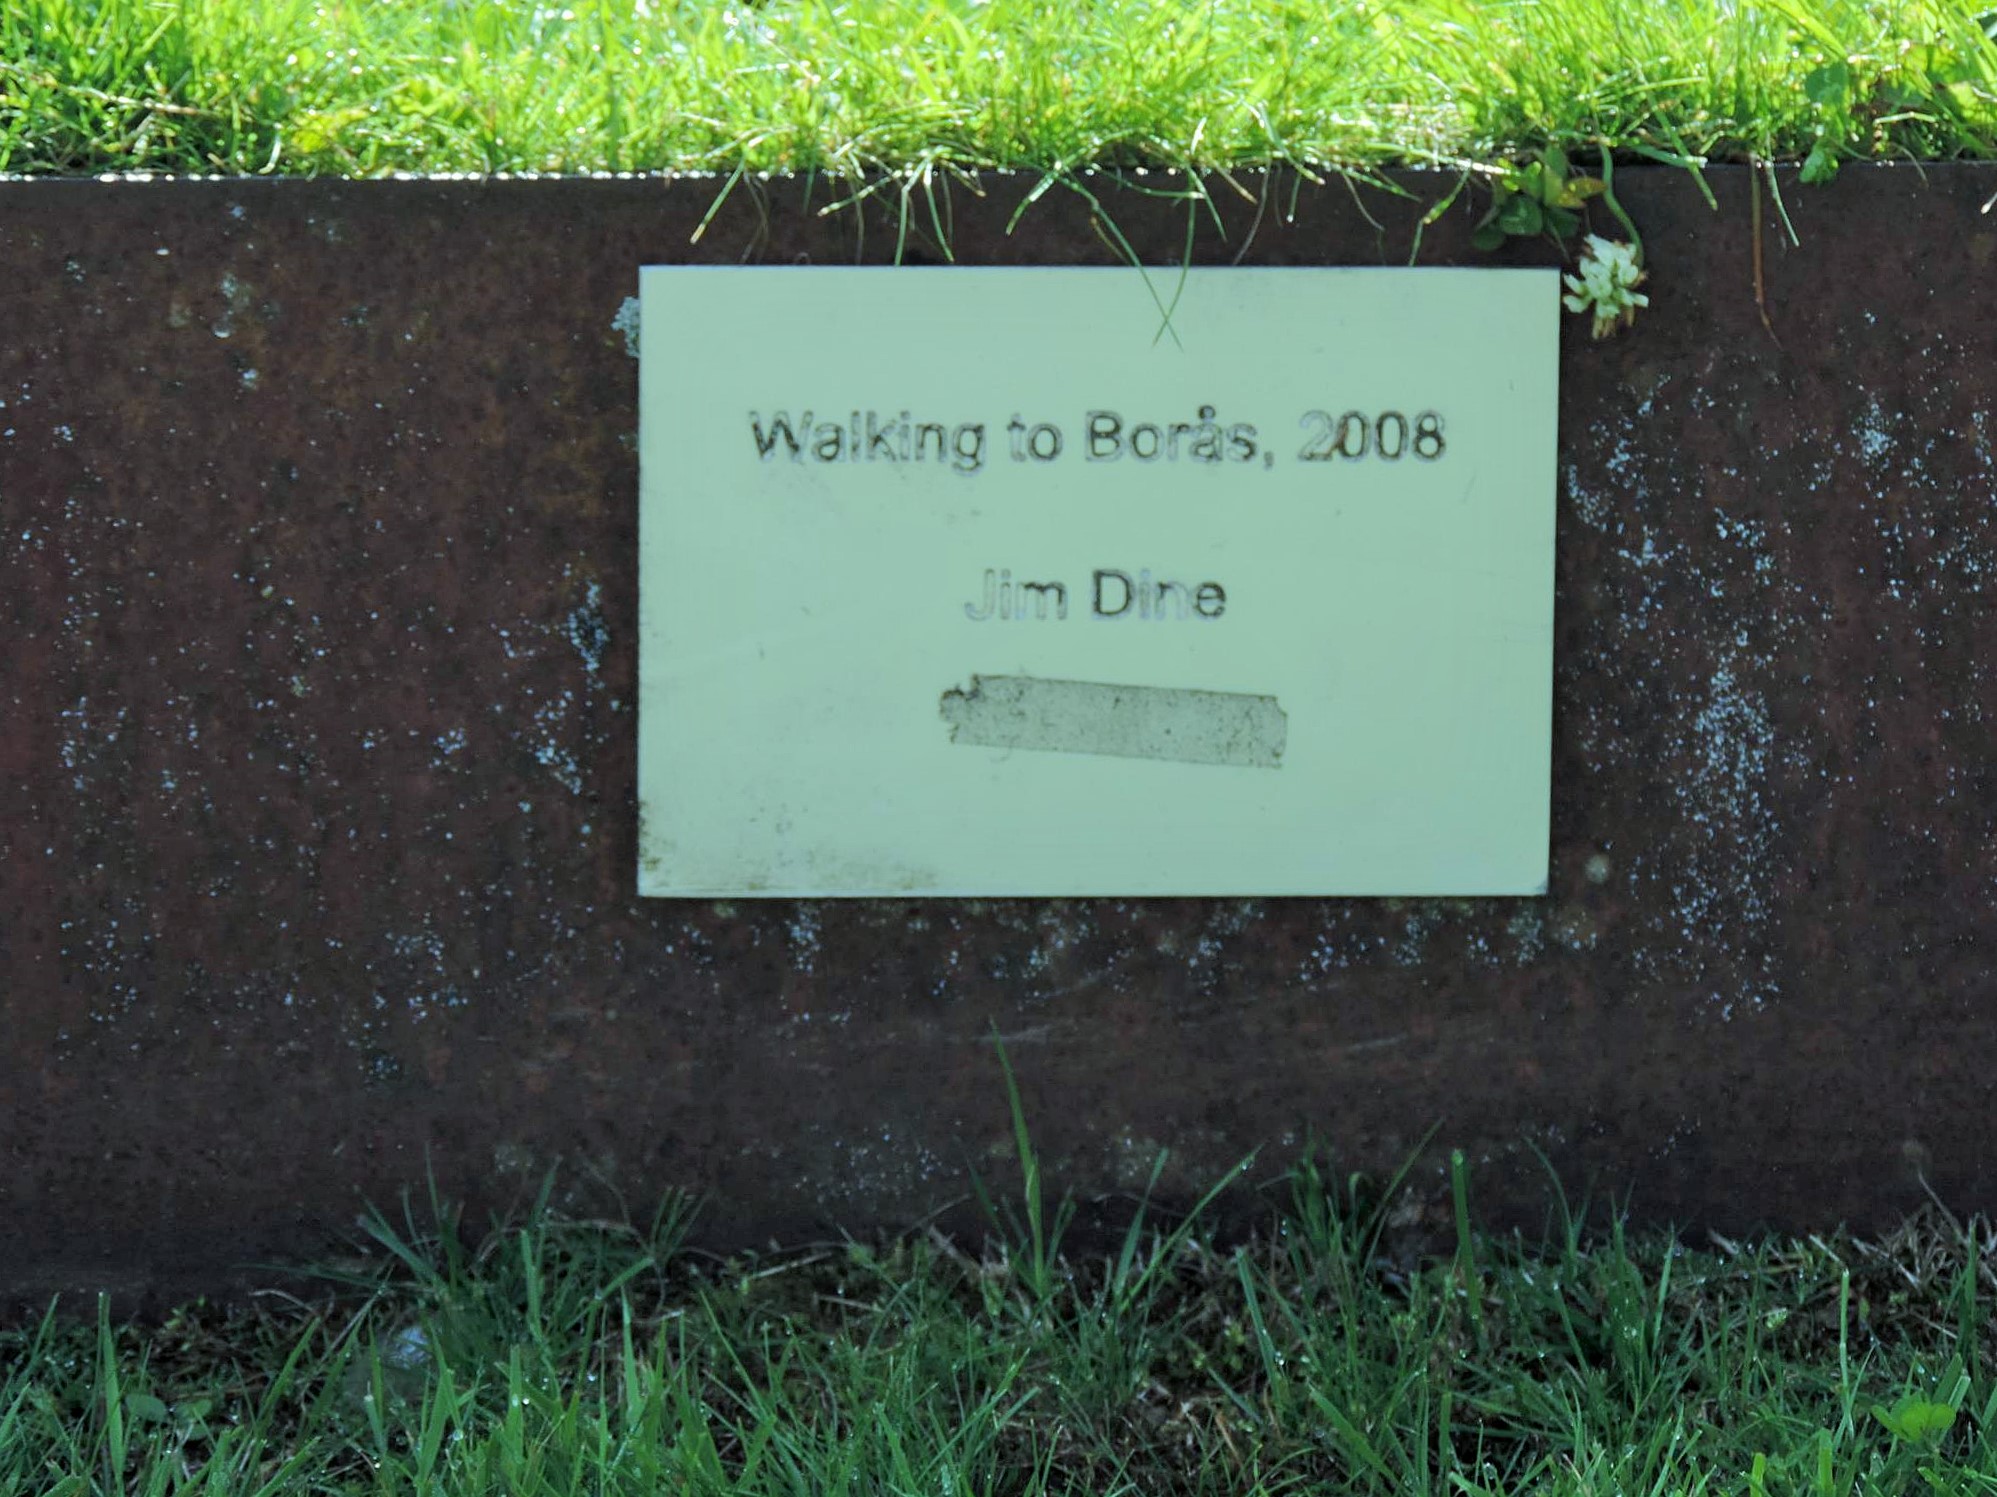 Walking to Borås, 2008
Jim Dine